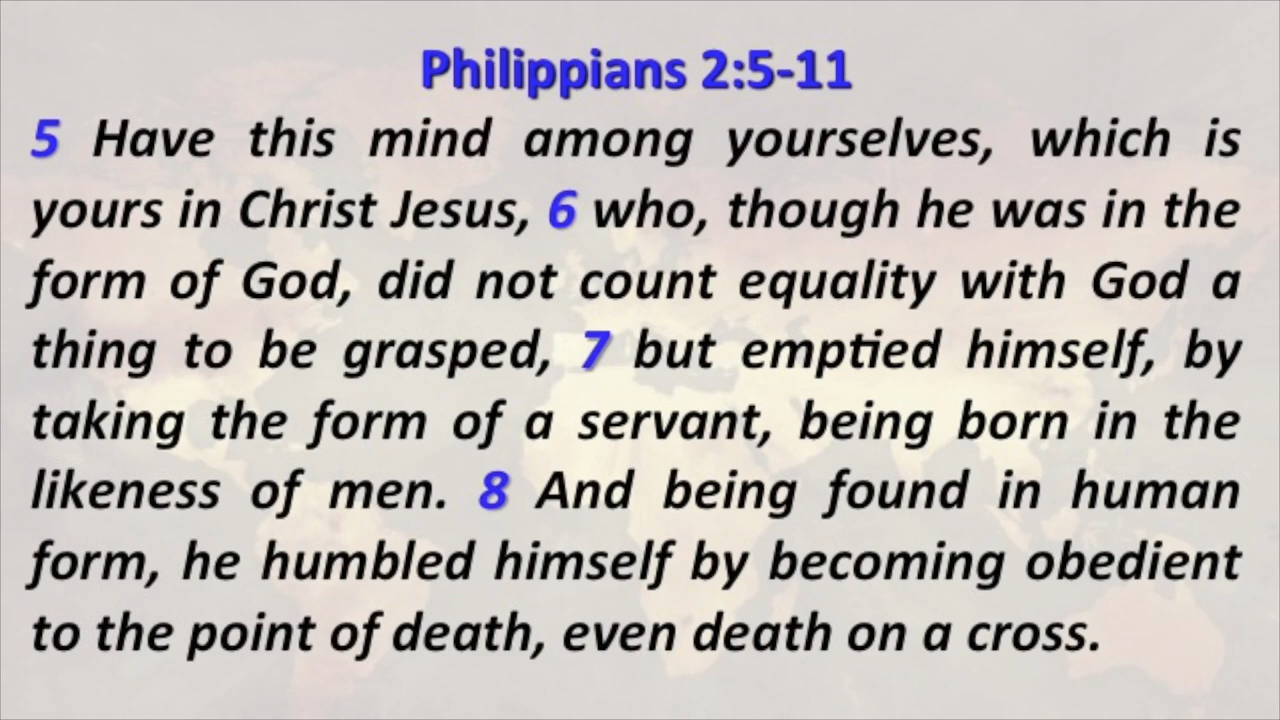 Philippians 2:5-11
5 Have this mind among yourselves, which is
yours in Christ Jesus, 6 who, though he was in the
form of God, did not count equality with God a
thing to be grasped, 7 but emptied himself, by
taking the form of a servant, being born in the
likeness of men. 8 And being found in human
form, he humbled himself by becoming obedient
to the point of death, even death on a cross.